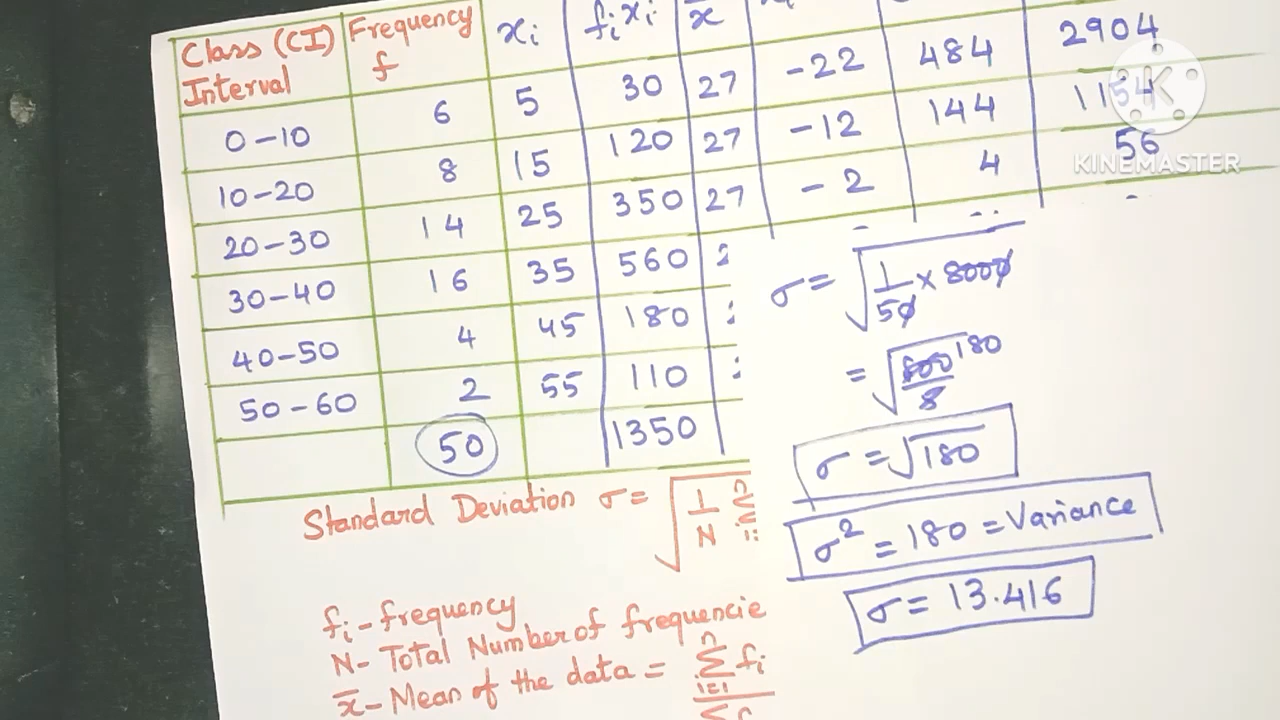 Class (CI) Interval Frequency f xi fixi x̄
0-10 6 5 30 27 -22 484 2904
10-20 8 15 120 27 -12 144 1154
20-30 14 25 350 27 -2 4 56
30-40 16 35 560
40-50 4 45 180
50-60 2 55 110
50 1350
KINEMASTER
σ = √(1/50 × 8000)
= √(800/8) 180
σ = √180
σ² = 180 = Variance
σ = 13.416
Standard Deviation σ = √(1/N
fi - frequency
N - Total Number of frequencie
x̄ - Mean of the data = n Σ i=1 fi